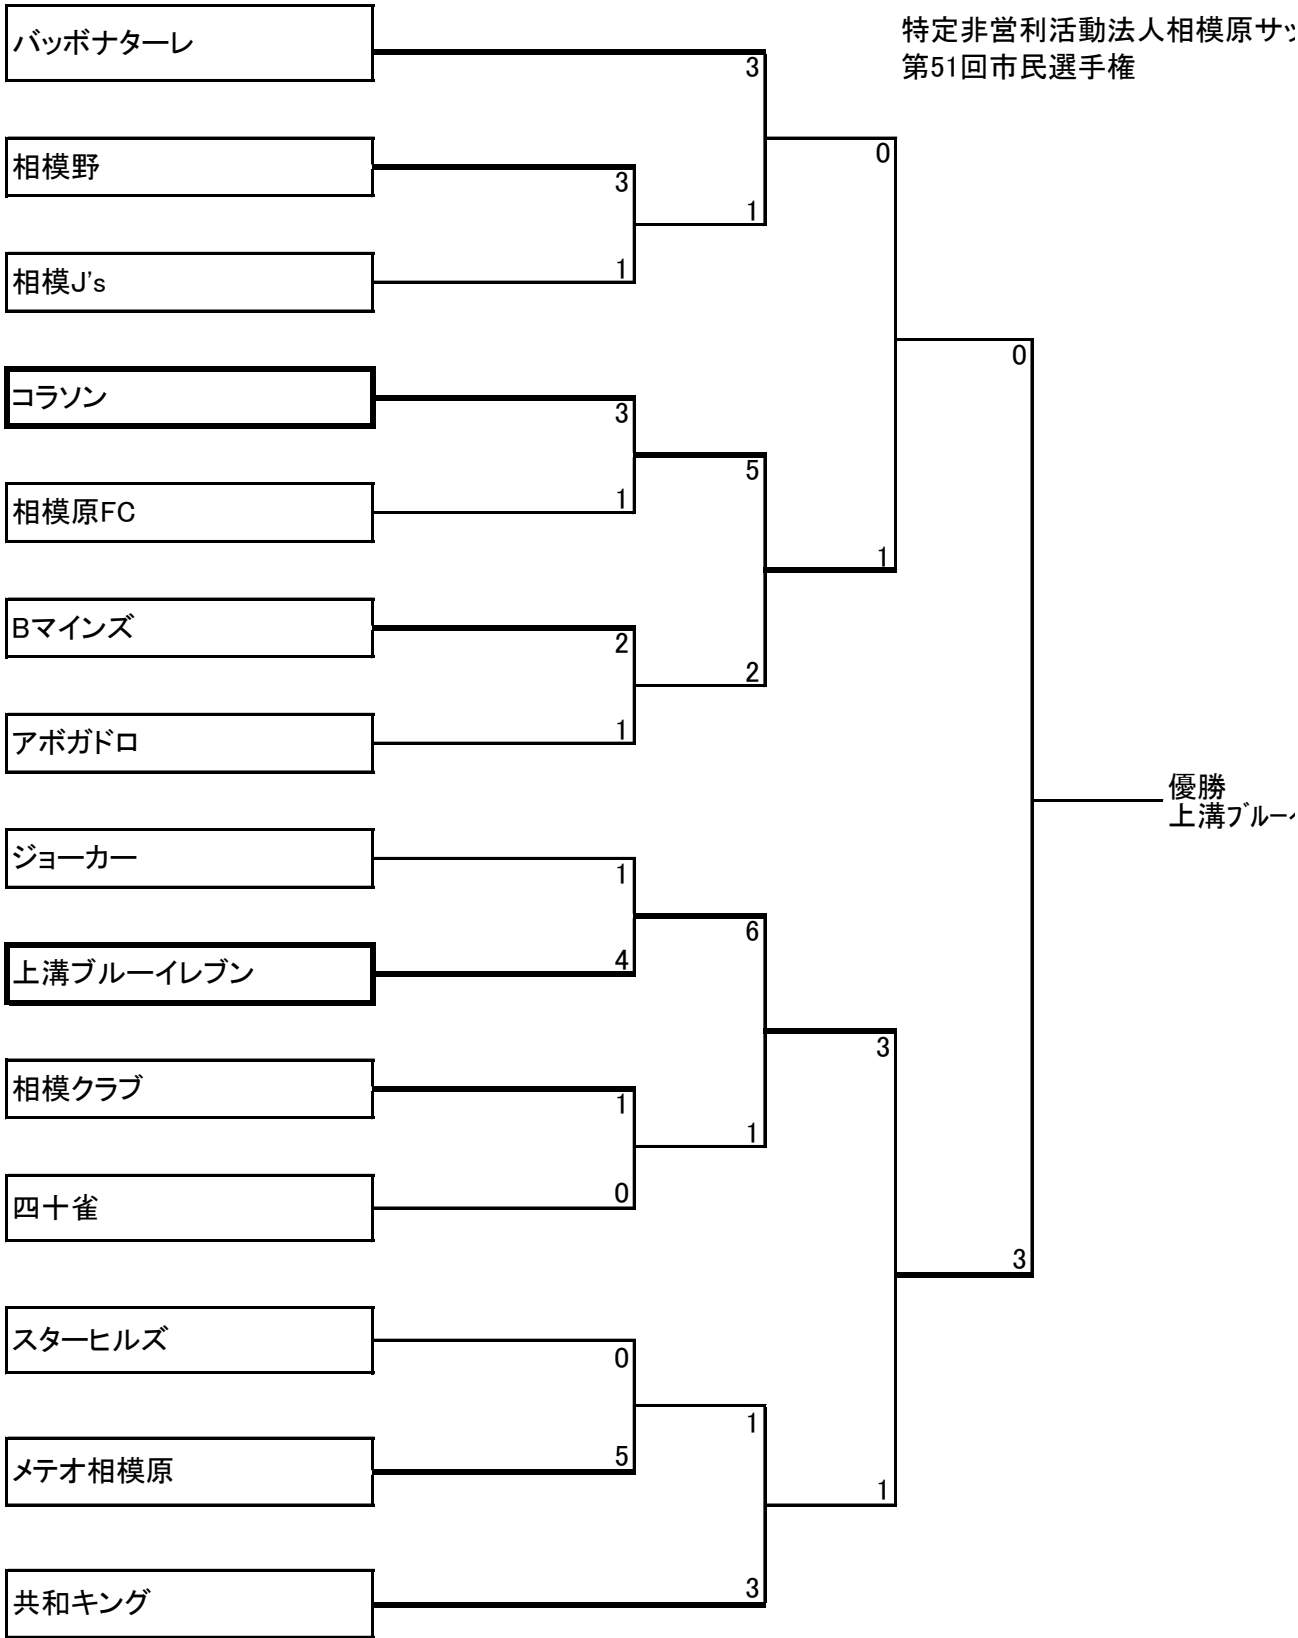 バッボナターレ
特定非営利活動法人相模原サッ
第51回市民選手権
3
0
相模野
3
1
相模J's
1
0
コラソン
3
5
相模原FC
1
1
Bマインズ
2
2
アボガドロ
1
優勝
上溝ブルー
ジョーカー
1
6
上溝ブルーイレブン
4
3
相模クラブ
1
1
四十雀
0
3
スターヒルズ
0
1
メテオ相模原
5
1
共和キング
3